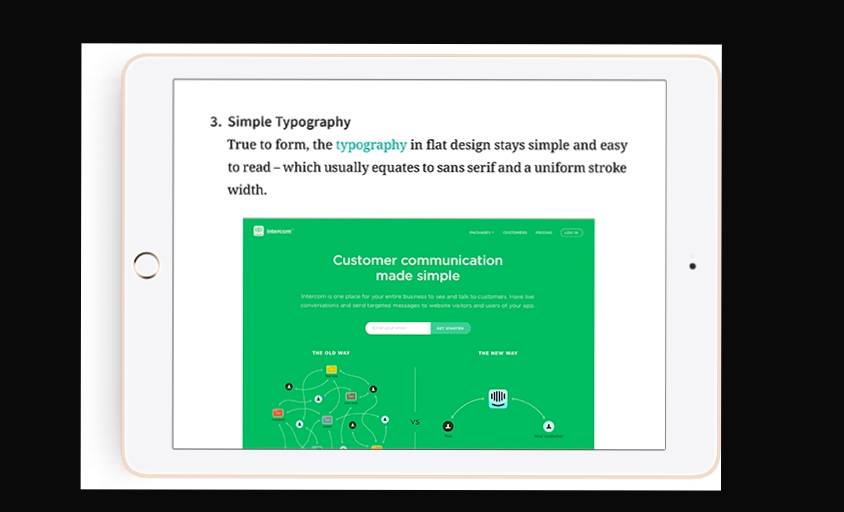 3. Simple Typography
True to form, the typography in flat design stays simple and easy
to read – which usually equates to sans serif and a uniform stroke
width.
Intercom
PACKAGES CUSTOMERS PRICING LOG IN
Customer communication
made simple
Intercom is one place for your entire business to see and talk to customers. Have live
conversations and send targeted messages to website visitors and users of your app.
Enter your email GET STARTED
THE OLD WAY THE NEW WAY
VS
You Your customer